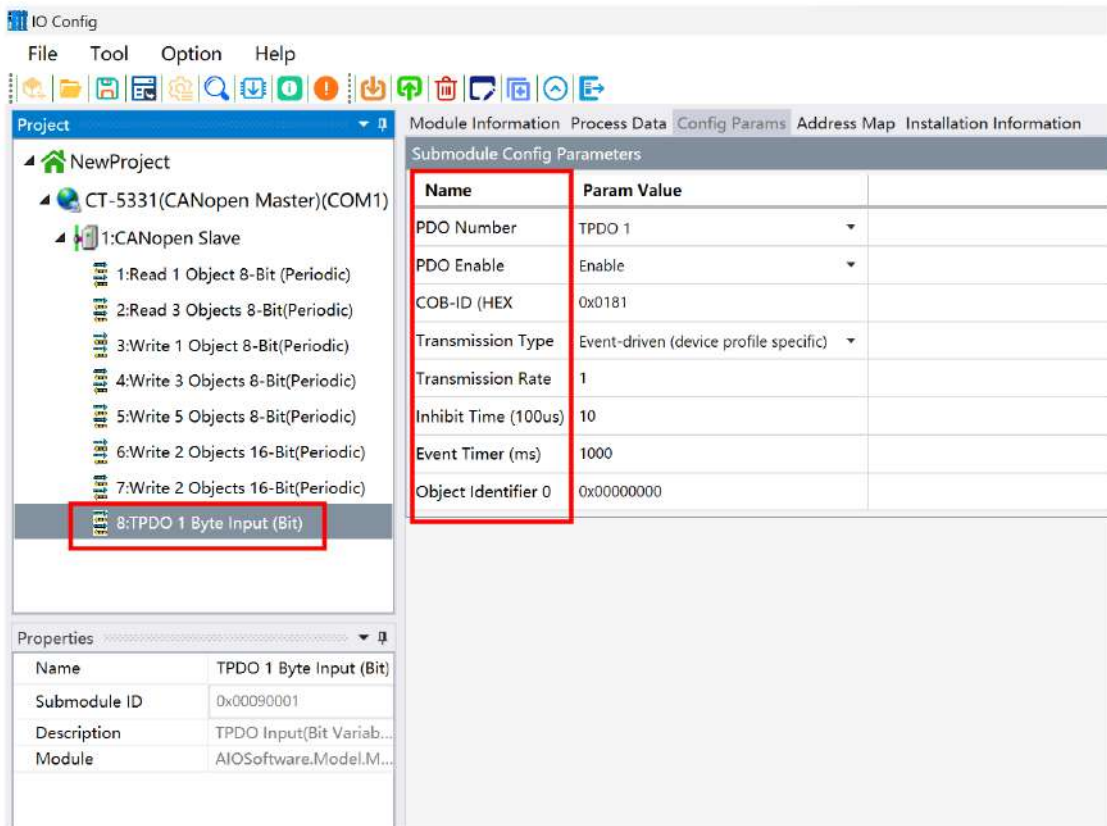 IO Config
File Tool Option Help
Project
NewProject
CT-5331(CANopen Master)(COM1)
1:CANopen Slave
1:Read 1 Object 8-Bit (Periodic)
2:Read 3 Objects 8-Bit(Periodic)
3:Write 1 Object 8-Bit(Periodic)
4:Write 3 Objects 8-Bit(Periodic)
5:Write 5 Objects 8-Bit(Periodic)
6:Write 2 Objects 16-Bit(Periodic)
7:Write 2 Objects 16-Bit(Periodic)
8:TPDO 1 Byte Input (Bit)
Properties
Name TPDO 1 Byte Input (Bit)
Submodule ID 0x00090001
Description TPDO Input(Bit Variab...
Module AIOSoftware.Model.M...
Module Information Process Data Config Params Address Map Installation Information
Submodule Config Parameters
Name Param Value
PDO Number TPDO 1
PDO Enable Enable
COB-ID (HEX 0x0181
Transmission Type Event-driven (device profile specific)
Transmission Rate 1
Inhibit Time (100us) 10
Event Timer (ms) 1000
Object Identifier 0 0x00000000